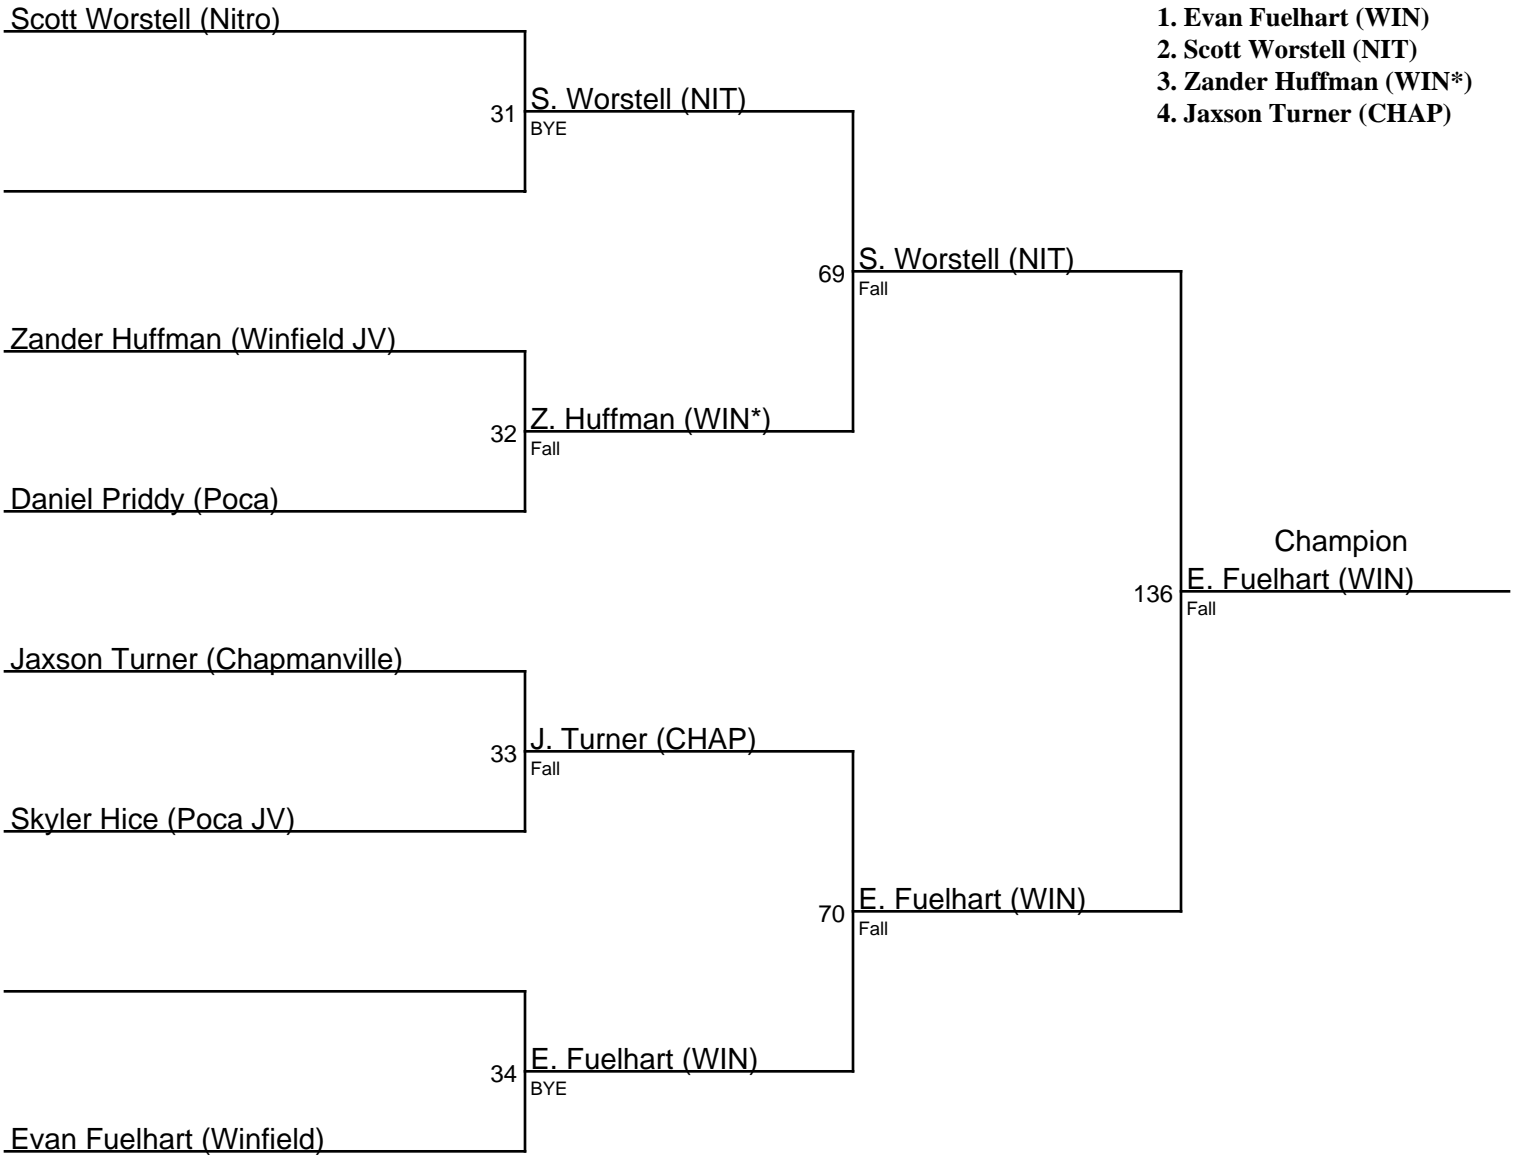 Scott Worstell (Nitro)
1. Evan Fuelhart (WIN)
2. Scott Worstell (NIT)
3. Zander Huffman (WIN*)
4. Jaxson Turner (CHAP)
31
S. Worstell (NIT)
BYE
69
S. Worstell (NIT)
Fall
Zander Huffman (Winfield JV)
32
Z. Huffman (WIN*)
Fall
Daniel Priddy (Poca)
Champion
136
E. Fuelhart (WIN)
Fall
Jaxson Turner (Chapmanville)
33
J. Turner (CHAP)
Fall
Skyler Hice (Poca JV)
70
E. Fuelhart (WIN)
Fall
34
E. Fuelhart (WIN)
BYE
Evan Fuelhart (Winfield)